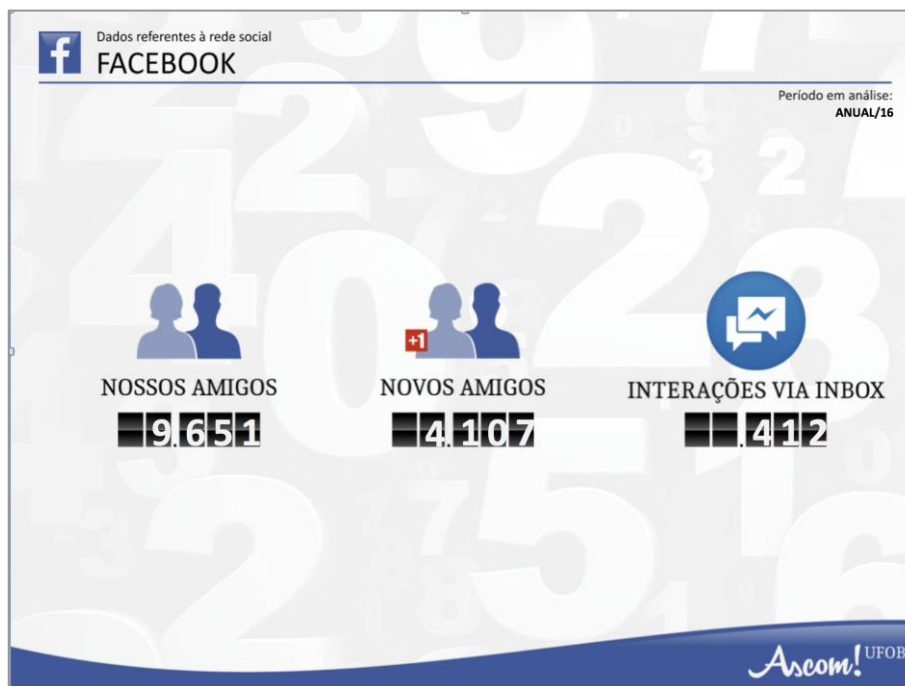 f
Dados referentes à rede social
FACEBOOK
Período em análise:
ANUAL/16
+1
NOSSOS AMIGOS
NOVOS AMIGOS
INTERAÇÕES VIA INBOX
9.651
4.107
.412
Ascom! UFOB